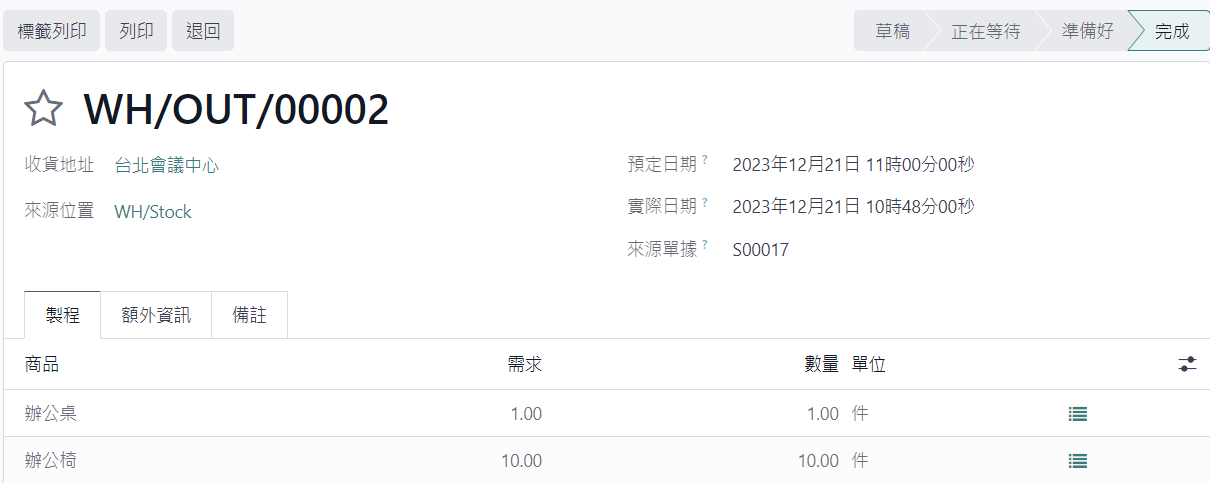 標籤列印 列印 退回 草稿 正在等待 準備好 完成
WH/OUT/00002
收貨地址 台北會議中心 預定日期 ? 2023年12月21日 11時00分00秒
來源位置 WH/Stock 實際日期 ? 2023年12月21日 10時48分00秒
來源單據 ? S00017
製程 額外資訊 備註
商品 需求 數量 單位
辦公桌 1.00 1.00 件
辦公椅 10.00 10.00 件